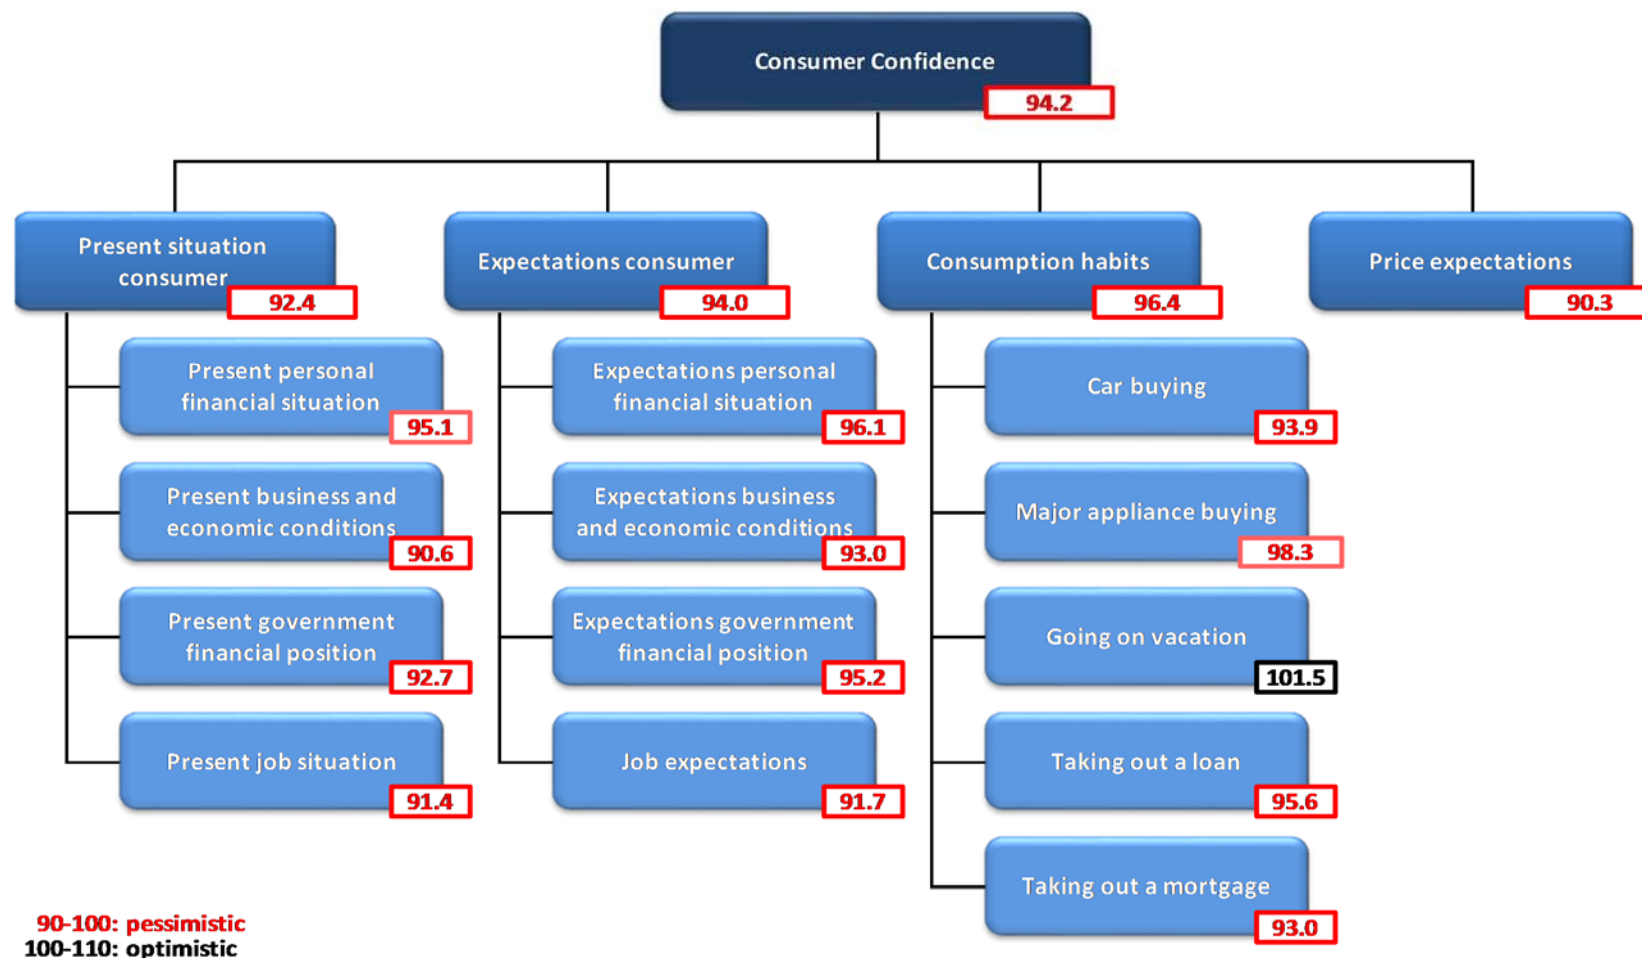 Consumer Confidence
94.2
Present situation
consumer
92.4
Expectations consumer
94.0
Consumption habits
96.4
Price expectations
90.3
Present personal
financial situation
95.1
Present business and
economic conditions
90.6
Present government
financial position
92.7
Present job situation
91.4
Expectations personal
financial situation
96.1
Expectations business
and economic conditions
93.0
Expectations government
financial position
95.2
Job expectations
91.7
Car buying
93.9
Major appliance buying
98.3
Going on vacation
101.5
Taking out a loan
95.6
Taking out a mortgage
93.0
90-100: pessimistic
100-110: optimistic